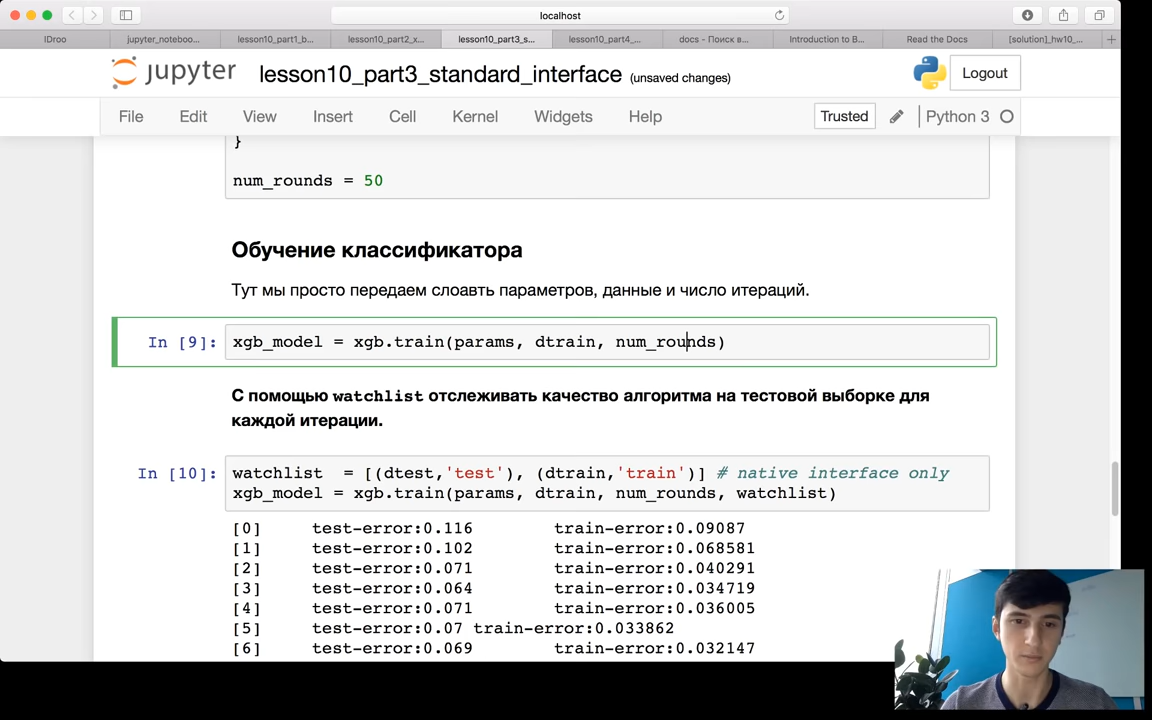 localhost
IDroo
jupyter_noteboo...
lesson10_part1_b...
lesson10_part2_x...
lesson10_part3_s...
lesson10_part4_...
docs - Поиск в...
Introduction to B...
Read the Docs
[solution]_hw10_...
jupyter lesson10_part3_standard_interface (unsaved changes)
Logout
File Edit View Insert Cell Kernel Widgets Help
Trusted
Python 3
}
num_rounds = 50
Обучение классификатора
Тут мы просто передаем слоавть параметров, данные и число итераций.
In [9]: xgb_model = xgb.train(params, dtrain, num_rounds)
С помощью watchlist отслеживать качество алгоритма на тестовой выборке для
каждой итерации.
In [10]: watchlist = [(dtest,'test'), (dtrain,'train')] # native interface only
xgb_model = xgb.train(params, dtrain, num_rounds, watchlist)
[0] test-error:0.116 train-error:0.09087
[1] test-error:0.102 train-error:0.068581
[2] test-error:0.071 train-error:0.040291
[3] test-error:0.064 train-error:0.034719
[4] test-error:0.071 train-error:0.036005
[5] test-error:0.07 train-error:0.033862
[6] test-error:0.069 train-error:0.032147